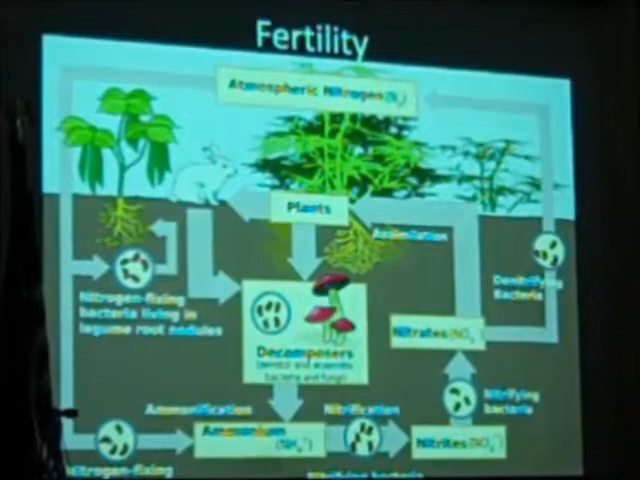 Fertility
Atmospheric Nitrogen (N₂)
Plants
Assimilation
Nitrogen-fixing
bacteria living in
legume root nodules
Denitrifying
Bacteria
Nitrates (NO₃⁻)
Decomposers
(aerobic and anaerobic
bacteria and fungi)
Ammonification
Nitrification
Nitrifying
bacteria
Ammonium
(NH₄⁺)
Nitrites (NO₂⁻)
Nitrogen-fixing
Nitrifying bacteria